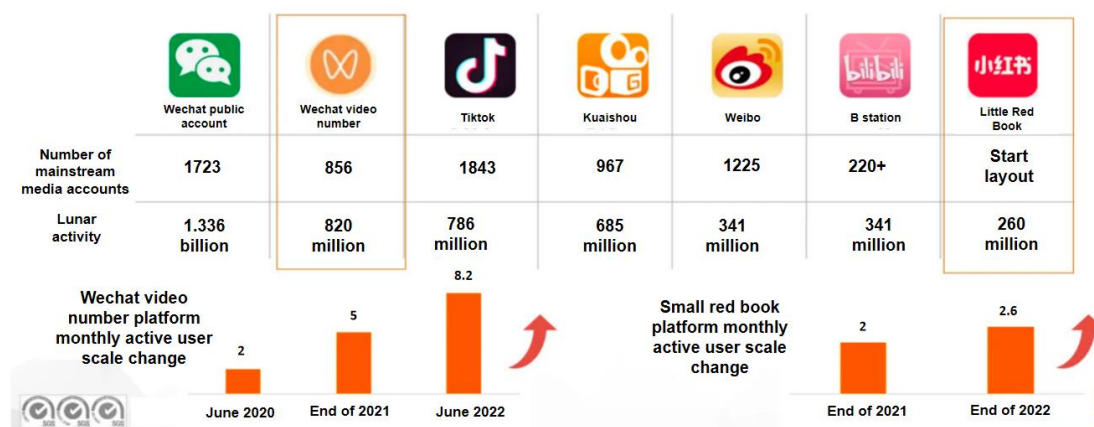 bilibili
小红书
Wechat public
account
Wechat video
number
Tiktok
Kuaishou
Weibo
B station
Little Red
Book
Number of
mainstream
media accounts
1723
856
1843
967
1225
220+
Start
layout
Lunar
activity
1.336
billion
820
million
786
million
685
million
341
million
341
million
260
million
Wechat video
number platform
monthly active user
scale change
2
5
8.2
June 2020
End of 2021
June 2022
Small red book
platform monthly
active user scale
change
2
2.6
End of 2021
End of 2022
SGS
SGS
SGS